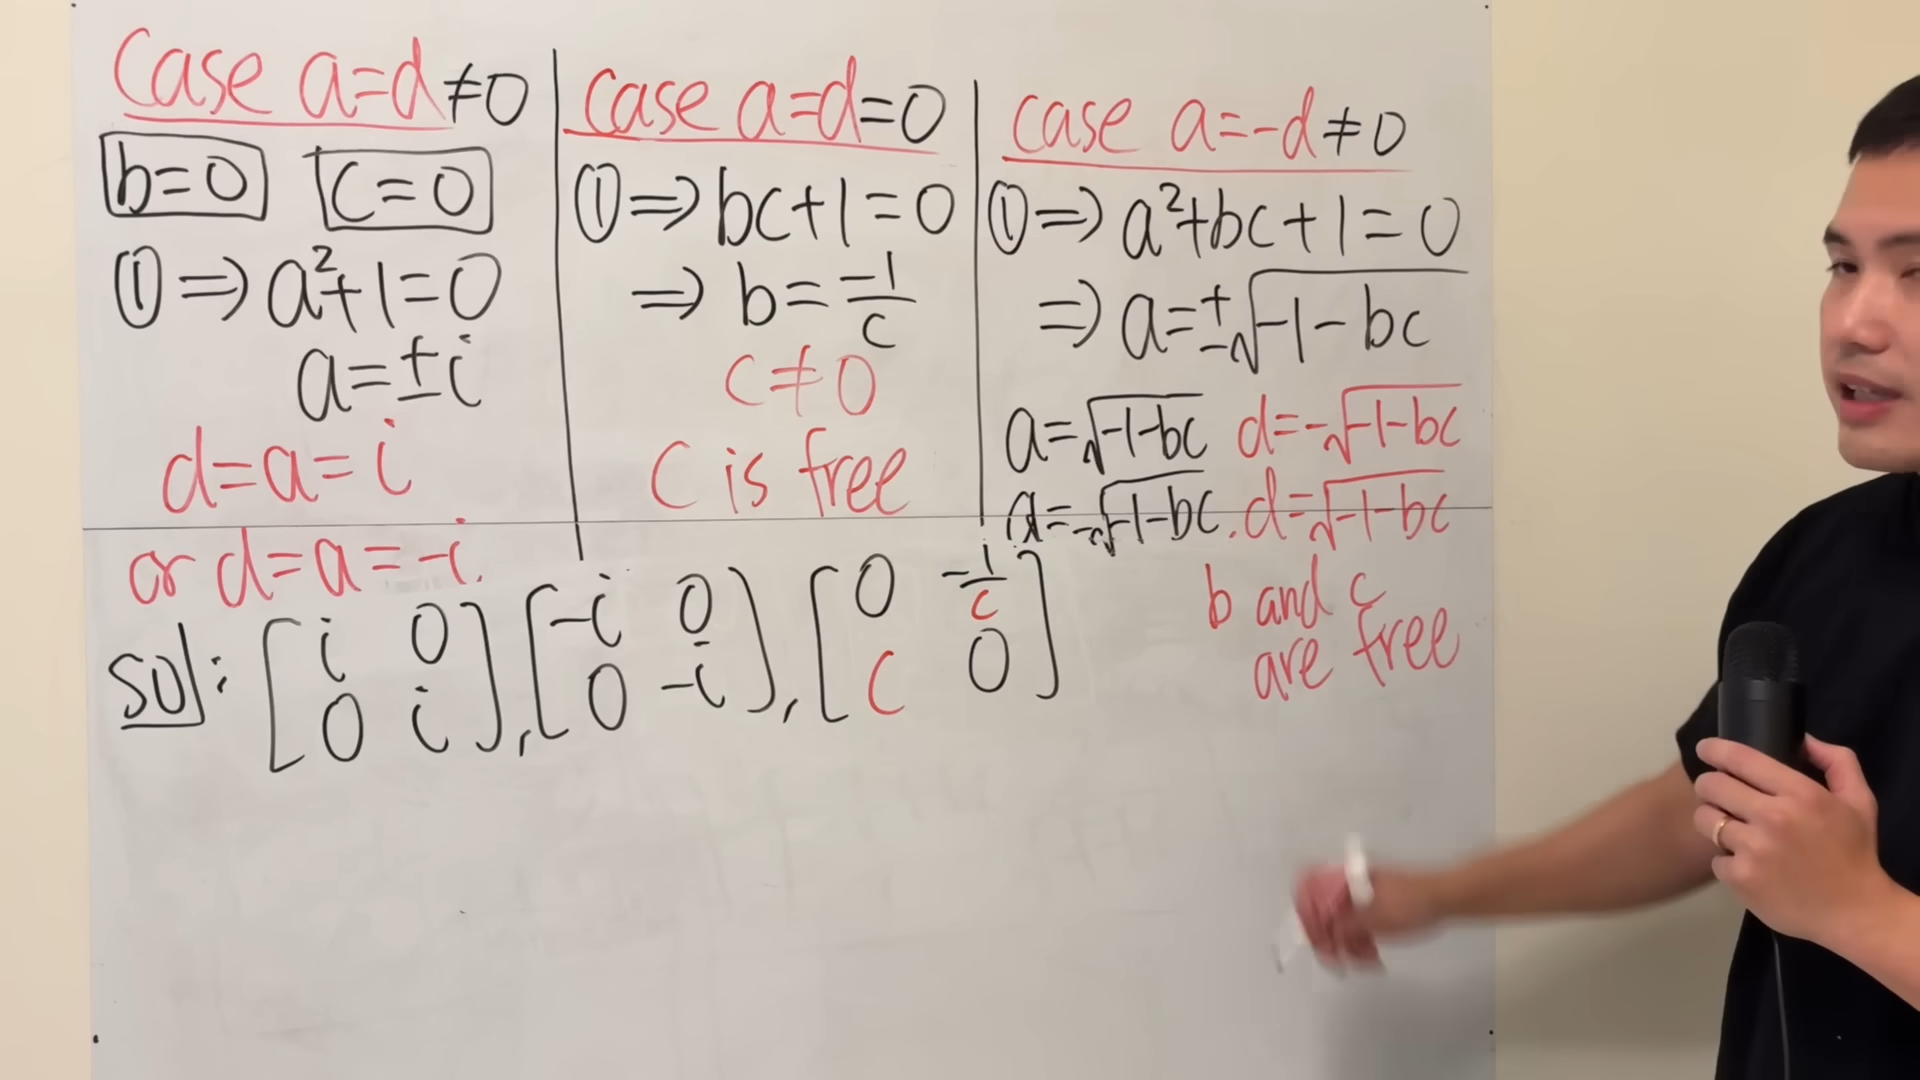 Case a=d≠0
b=0 c=0
①⇒ a²+1=0
a=±i
d=a=i
or d=a=-i.
Case a=d=0
①⇒ bc+1=0
⇒ b=-1/c
c≠0
c is free
case a=-d≠0
①⇒ a²+bc+1=0
⇒ a=±√-1-bc
a=√-1-bc d=-√-1-bc
a=-√-1-bc. d=√-1-bc
b and c
are free
sol: [i 0; 0 i], [-i 0; 0 -i], [0 -1/c; c 0]